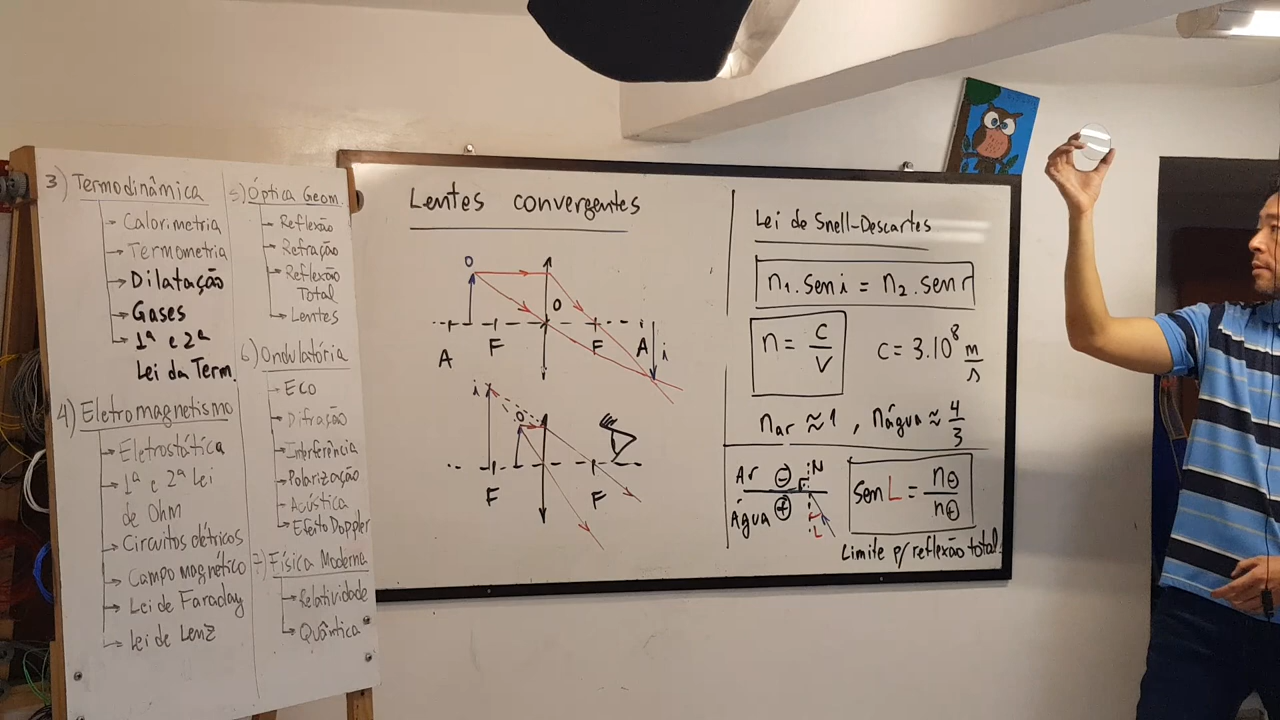 3) Termodinâmica
→ Calorimetria
→ Termometria
→ Dilatação
→ Gases
→ 1ª e 2ª
Lei da Term.
4) Eletromagnetismo
→ Eletrostática
→ 1ª e 2ª Lei
de Ohm
→ Circuitos elétricos
→ Campo magnético
→ Lei de Faraday
→ Lei de Lenz
5) Óptica Geom.
→ Reflexão
→ Refração
→ Reflexão
Total
→ Lentes
6) Ondulatória
→ Eco
→ Difração
→ Interferência
→ Polarização
→ Acústica
→ Efeito Doppler
7) Física Moderna
→ Relatividade
→ Quântica
Lentes convergentes
o
O
A F F A i
i o
F F
Lei de Snell-Descartes
n₁.sen i = n₂.sen r
n = c/v
c = 3.10⁸ m/s
nar ≈ 1, nágua ≈ 4/3
Ar ⊖ N
Água ⊕ L
sen L = n⊖/n⊕
Limite p/ reflexão total.